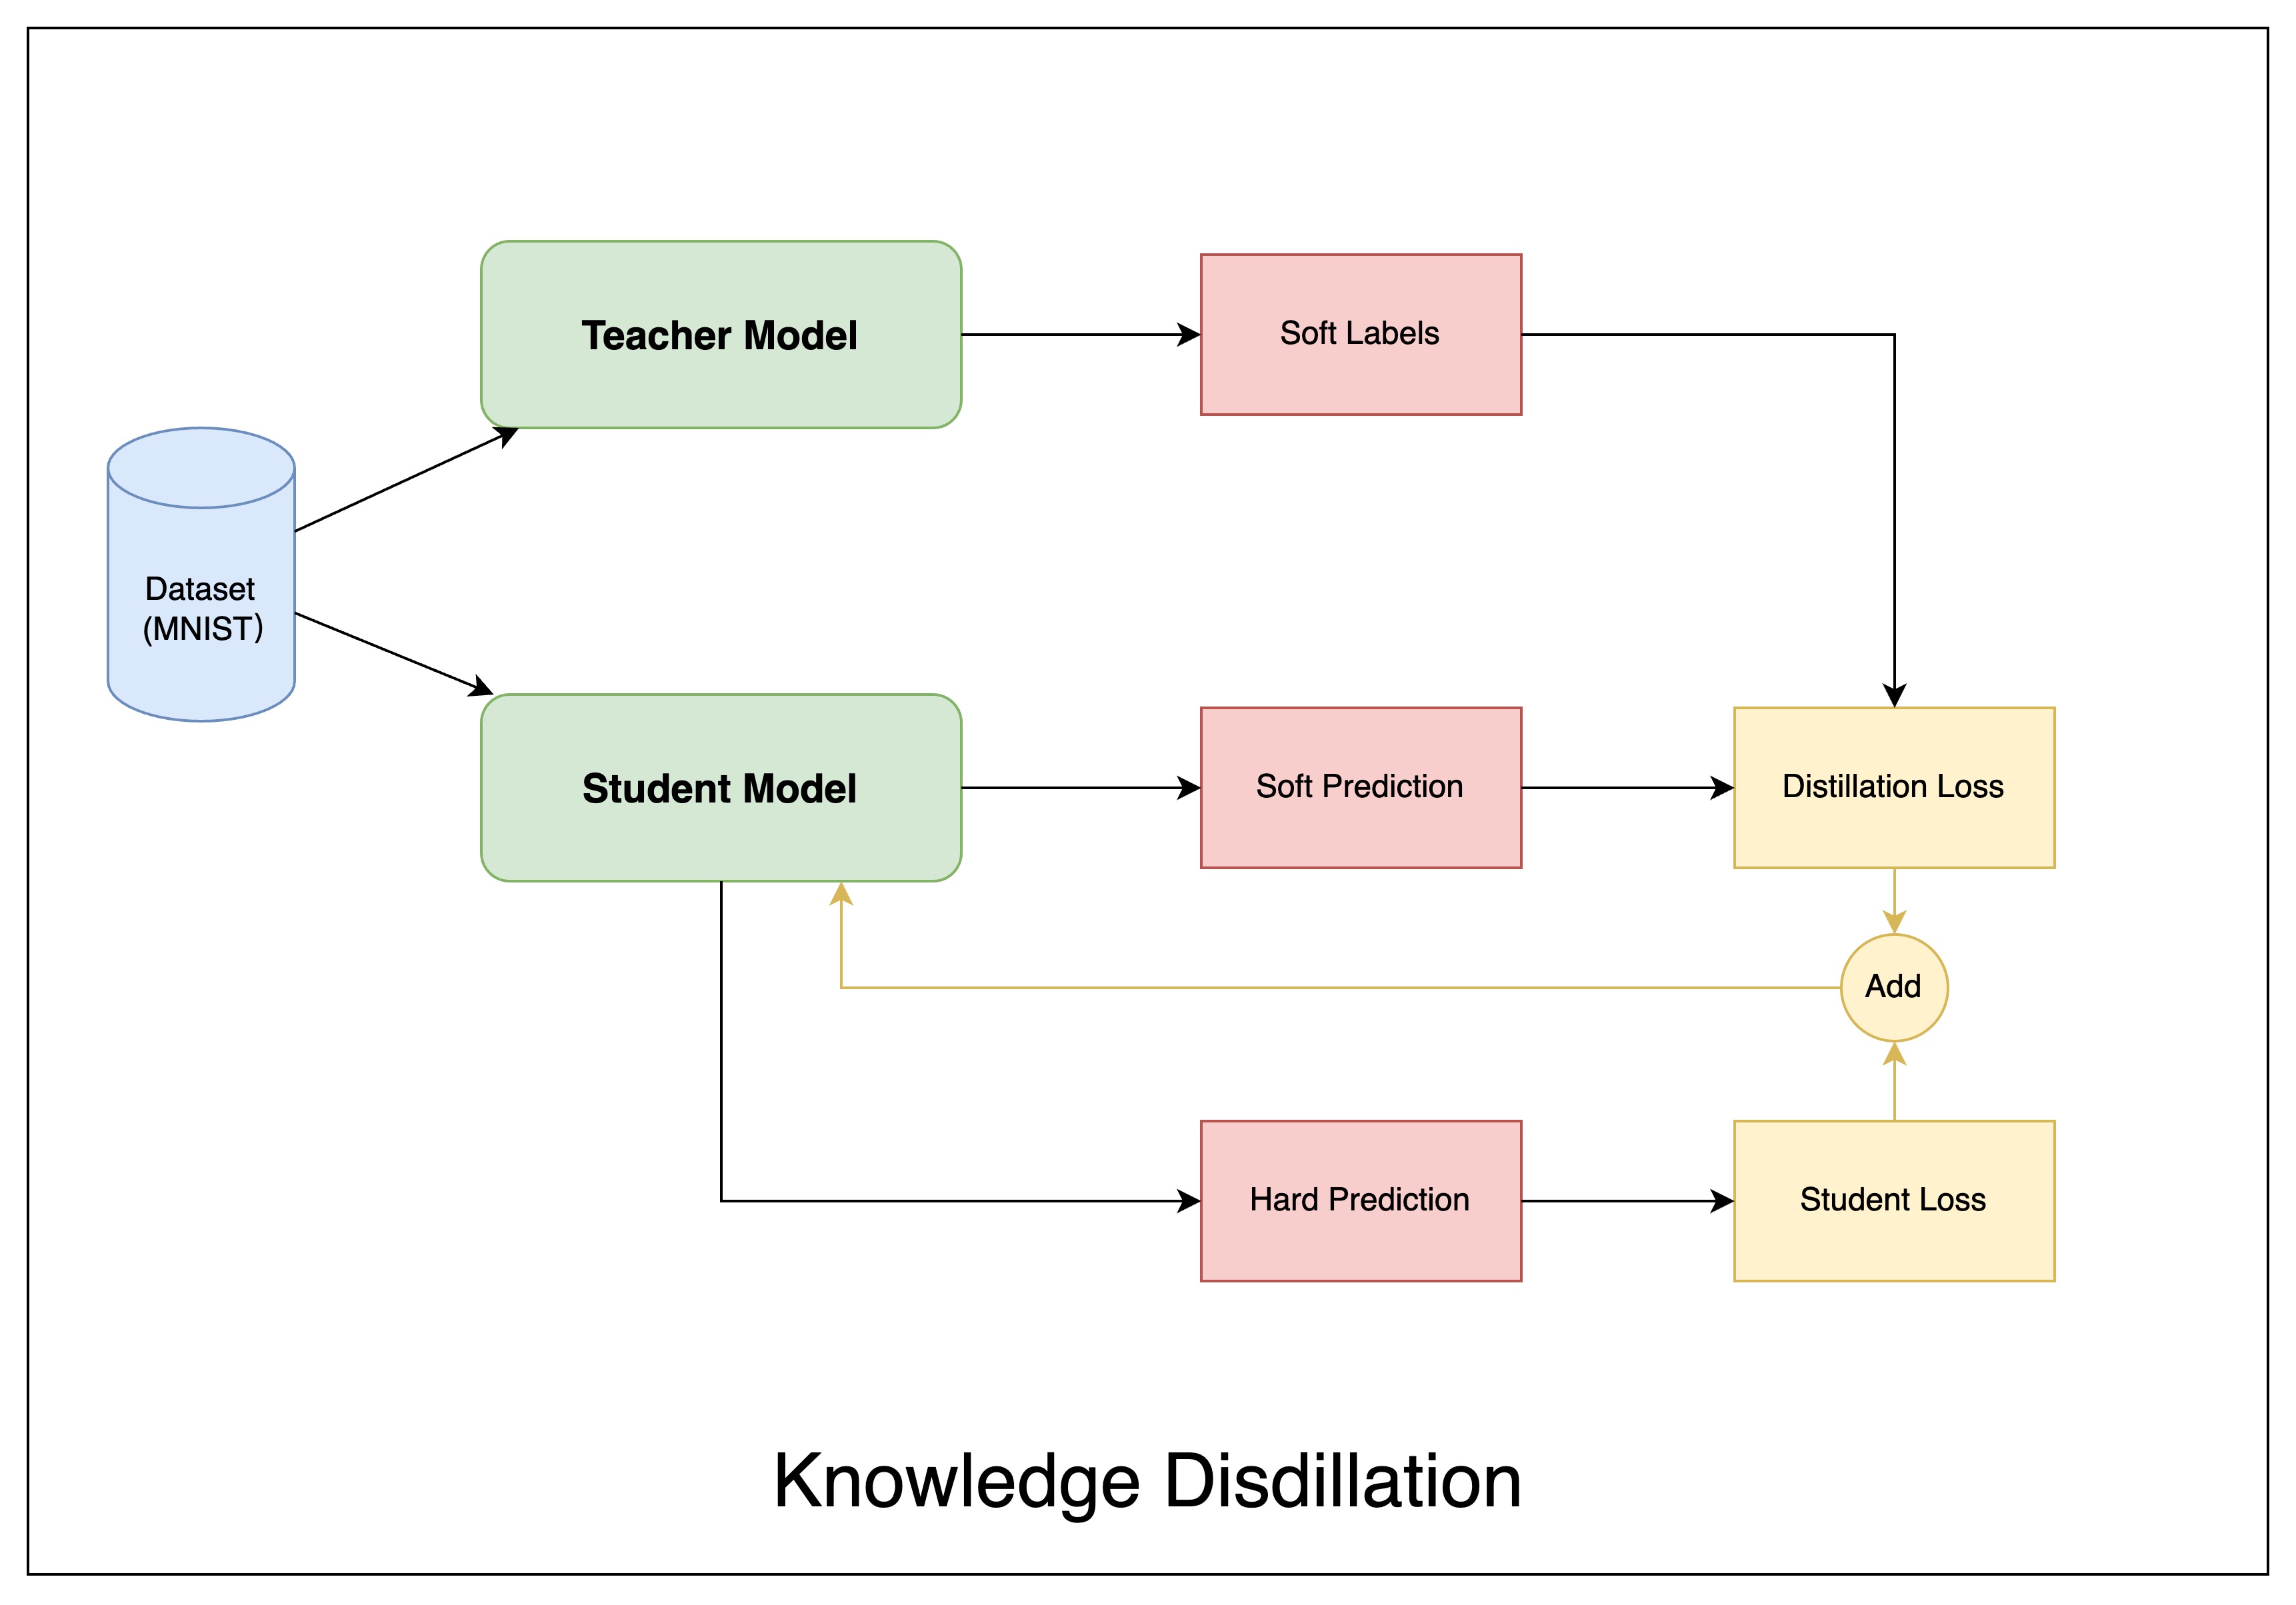 Teacher Model
Soft Labels
Dataset
(MNIST)
Student Model
Soft Prediction
Distillation Loss
Add
Hard Prediction
Student Loss
Knowledge Disdillation